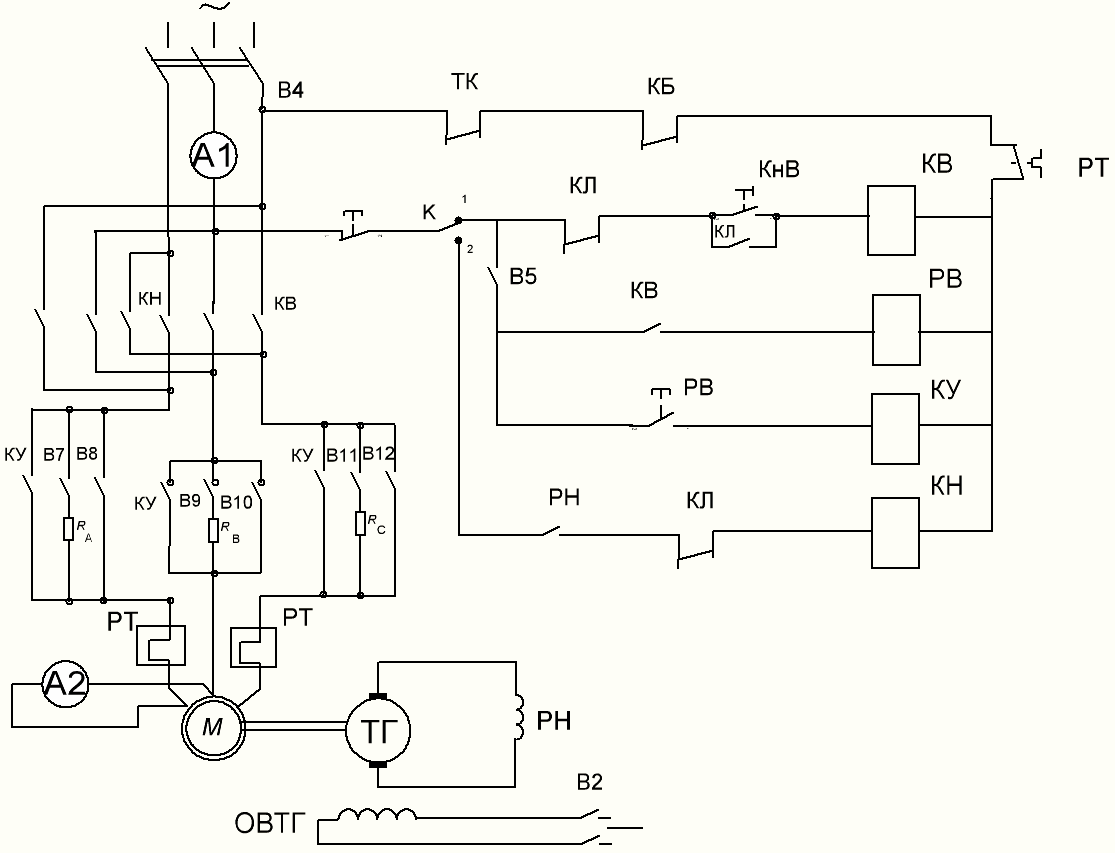 ~
В4
ТК
КБ
А1
КВ
РТ
КЛ
КнВ
К
1
2
КЛ
В5
РВ
КН
КВ
КВ
РВ
КУ
КУ
В7
В8
КУ
В9
В10
КУ
В11
В12
R A
R B
R C
РН
КЛ
КН
РТ
РТ
А2
М
ТГ
РН
ОВТГ
В2